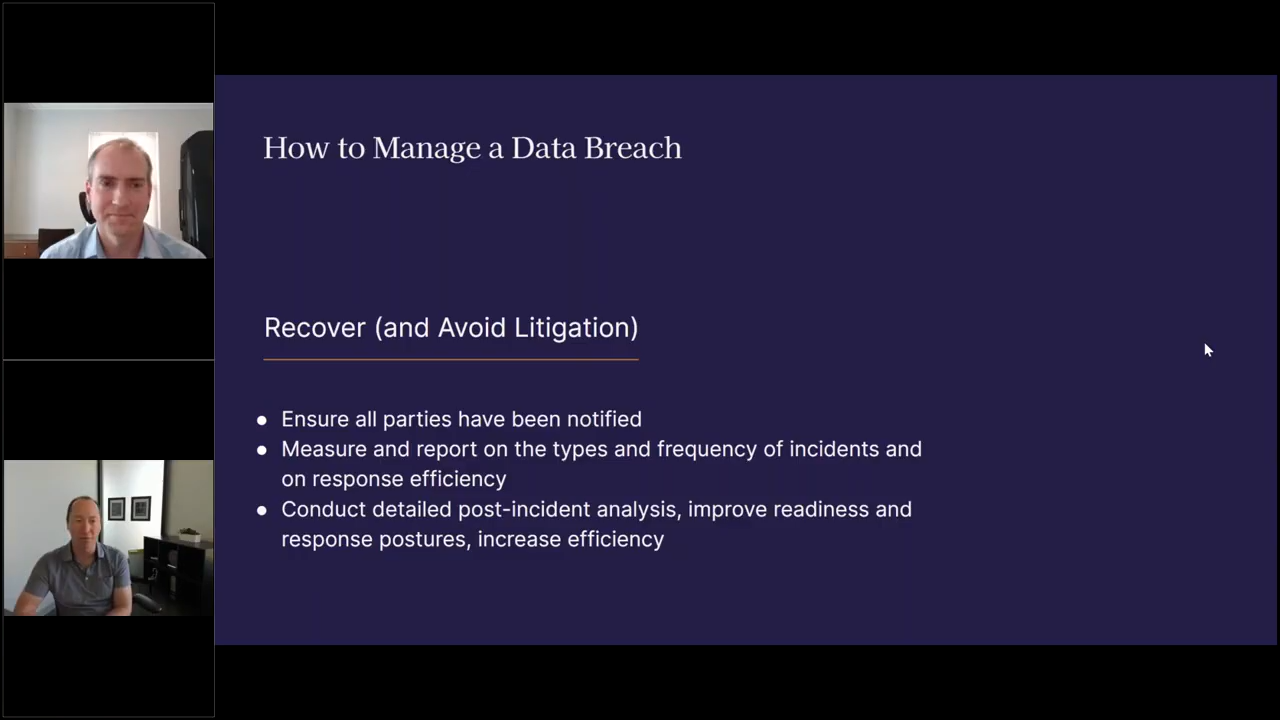 How to Manage a Data Breach
Recover (and Avoid Litigation)
● Ensure all parties have been notified
● Measure and report on the types and frequency of incidents and
on response efficiency
● Conduct detailed post-incident analysis, improve readiness and
response postures, increase efficiency